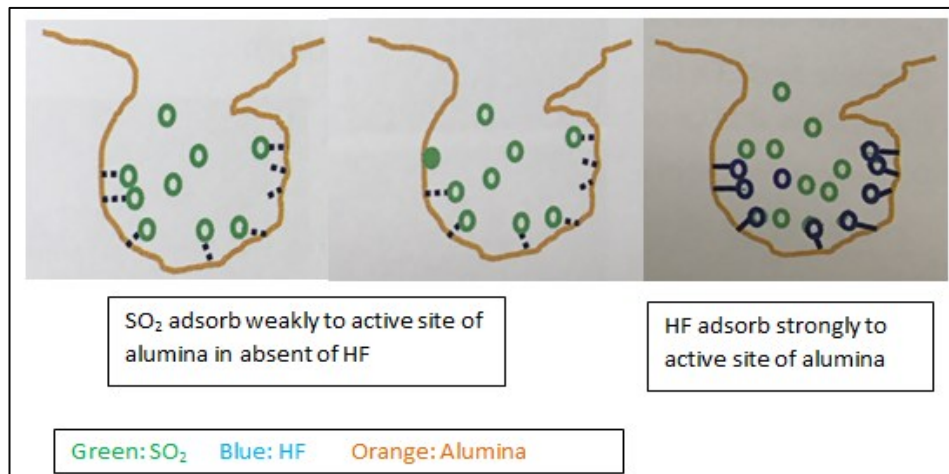 SO₂ adsorb weakly to active site of
alumina in absent of HF
HF adsorb strongly to
active site of alumina
Green: SO₂ Blue: HF Orange: Alumina